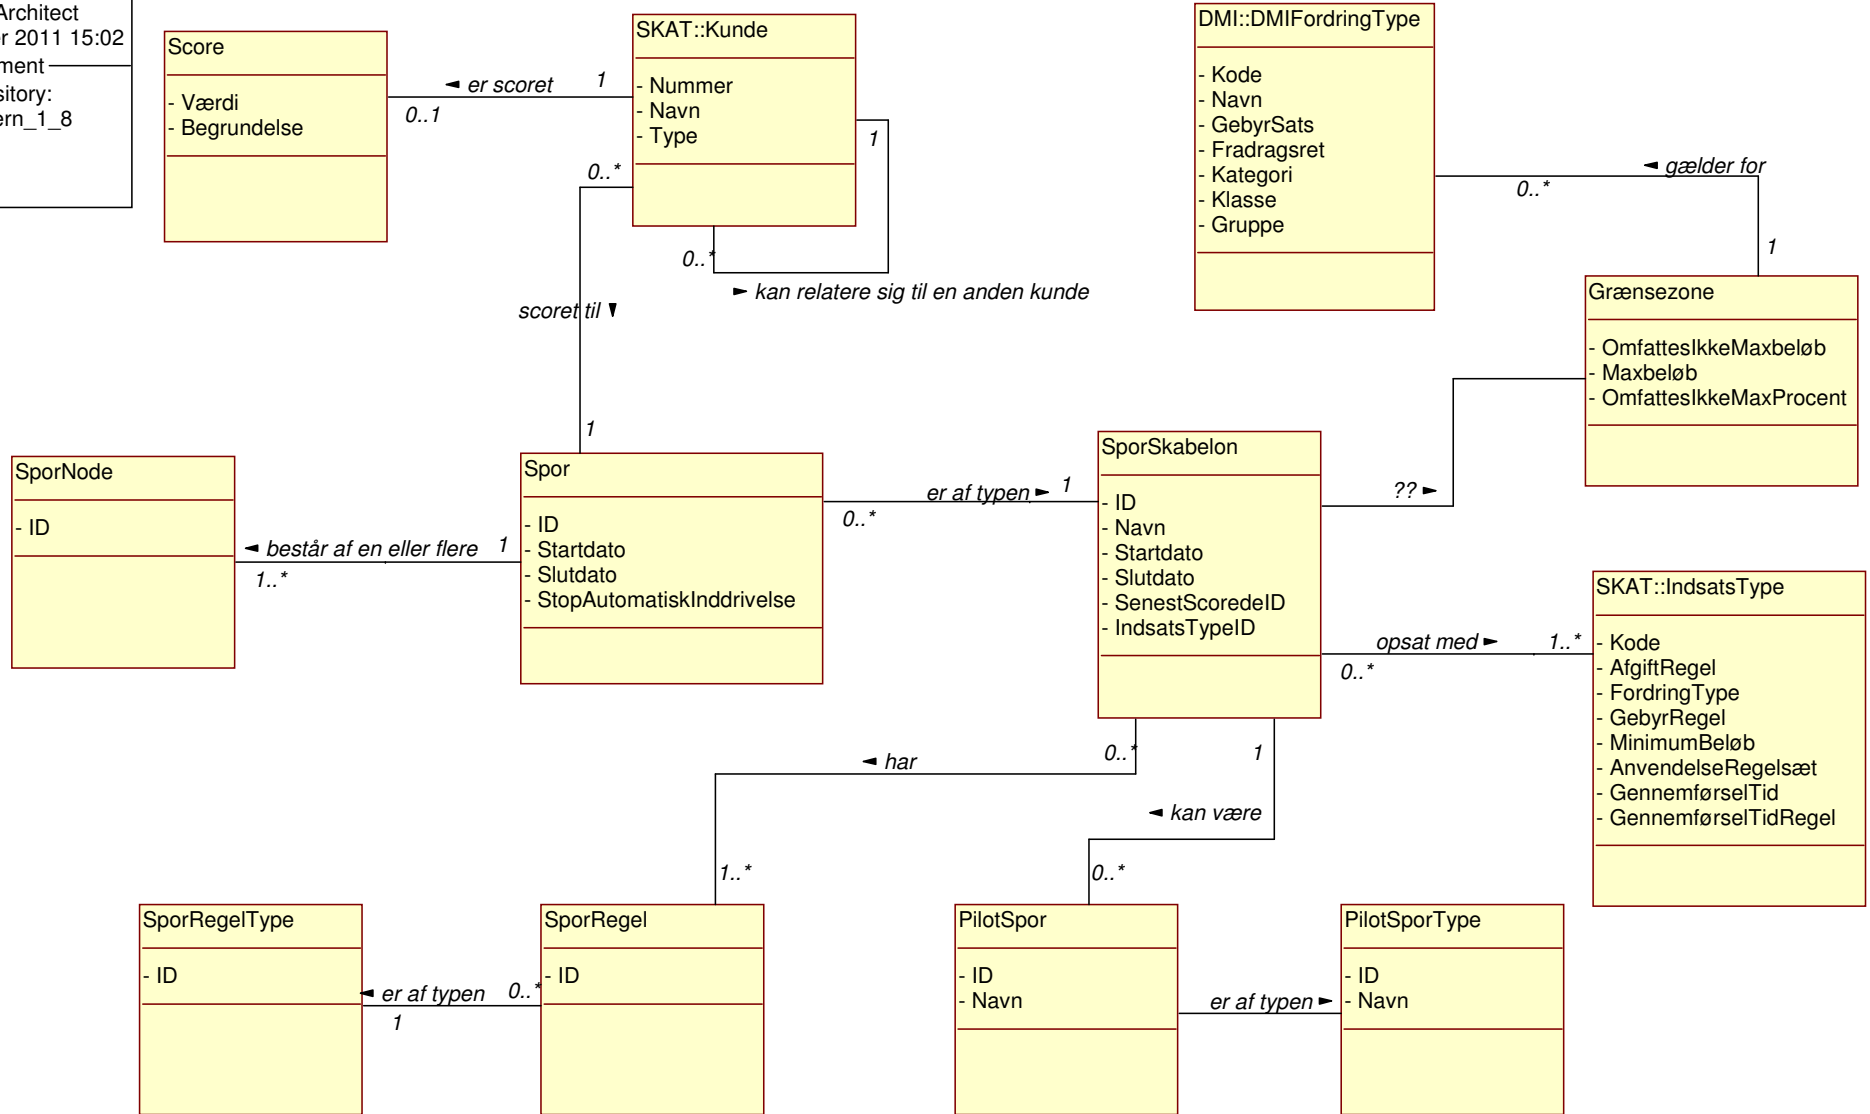 Architect
r 2011 15:02
ment
sitory:
ern_1_8
Score
- Værdi
- Begrundelse
◄ er scoret
1
0..1
SKAT::Kunde
- Nummer
- Navn
- Type
1
0..*
► kan relatere sig til en anden kunde
0..*
scoret til ▼
1
DMI::DMIFordringType
- Kode
- Navn
- GebyrSats
- Fradragsret
- Kategori
- Klasse
- Gruppe
◄ gælder for
0..*
1
Grænsezone
- OmfattesIkkeMaxbeløb
- Maxbeløb
- OmfattesIkkeMaxProcent
SporNode
- ID
◄ består af en eller flere
1
1..*
Spor
- ID
- Startdato
- Slutdato
- StopAutomatiskInddrivelse
er af typen ►
1
0..*
SporSkabelon
- ID
- Navn
- Startdato
- Slutdato
- SenestScoredeID
- IndsatsTypeID
?? ►
opsat med ►
1..*
0..*
SKAT::IndsatsType
- Kode
- AfgiftRegel
- FordringType
- GebyrRegel
- MinimumBeløb
- AnvendelseRegelsæt
- GennemførselTid
- GennemførselTidRegel
0..*
◄ har
1..*
1
◄ kan være
0..*
SporRegelType
- ID
◄ er af typen
0..*
1
SporRegel
- ID
PilotSpor
- ID
- Navn
er af typen ►
PilotSporType
- ID
- Navn